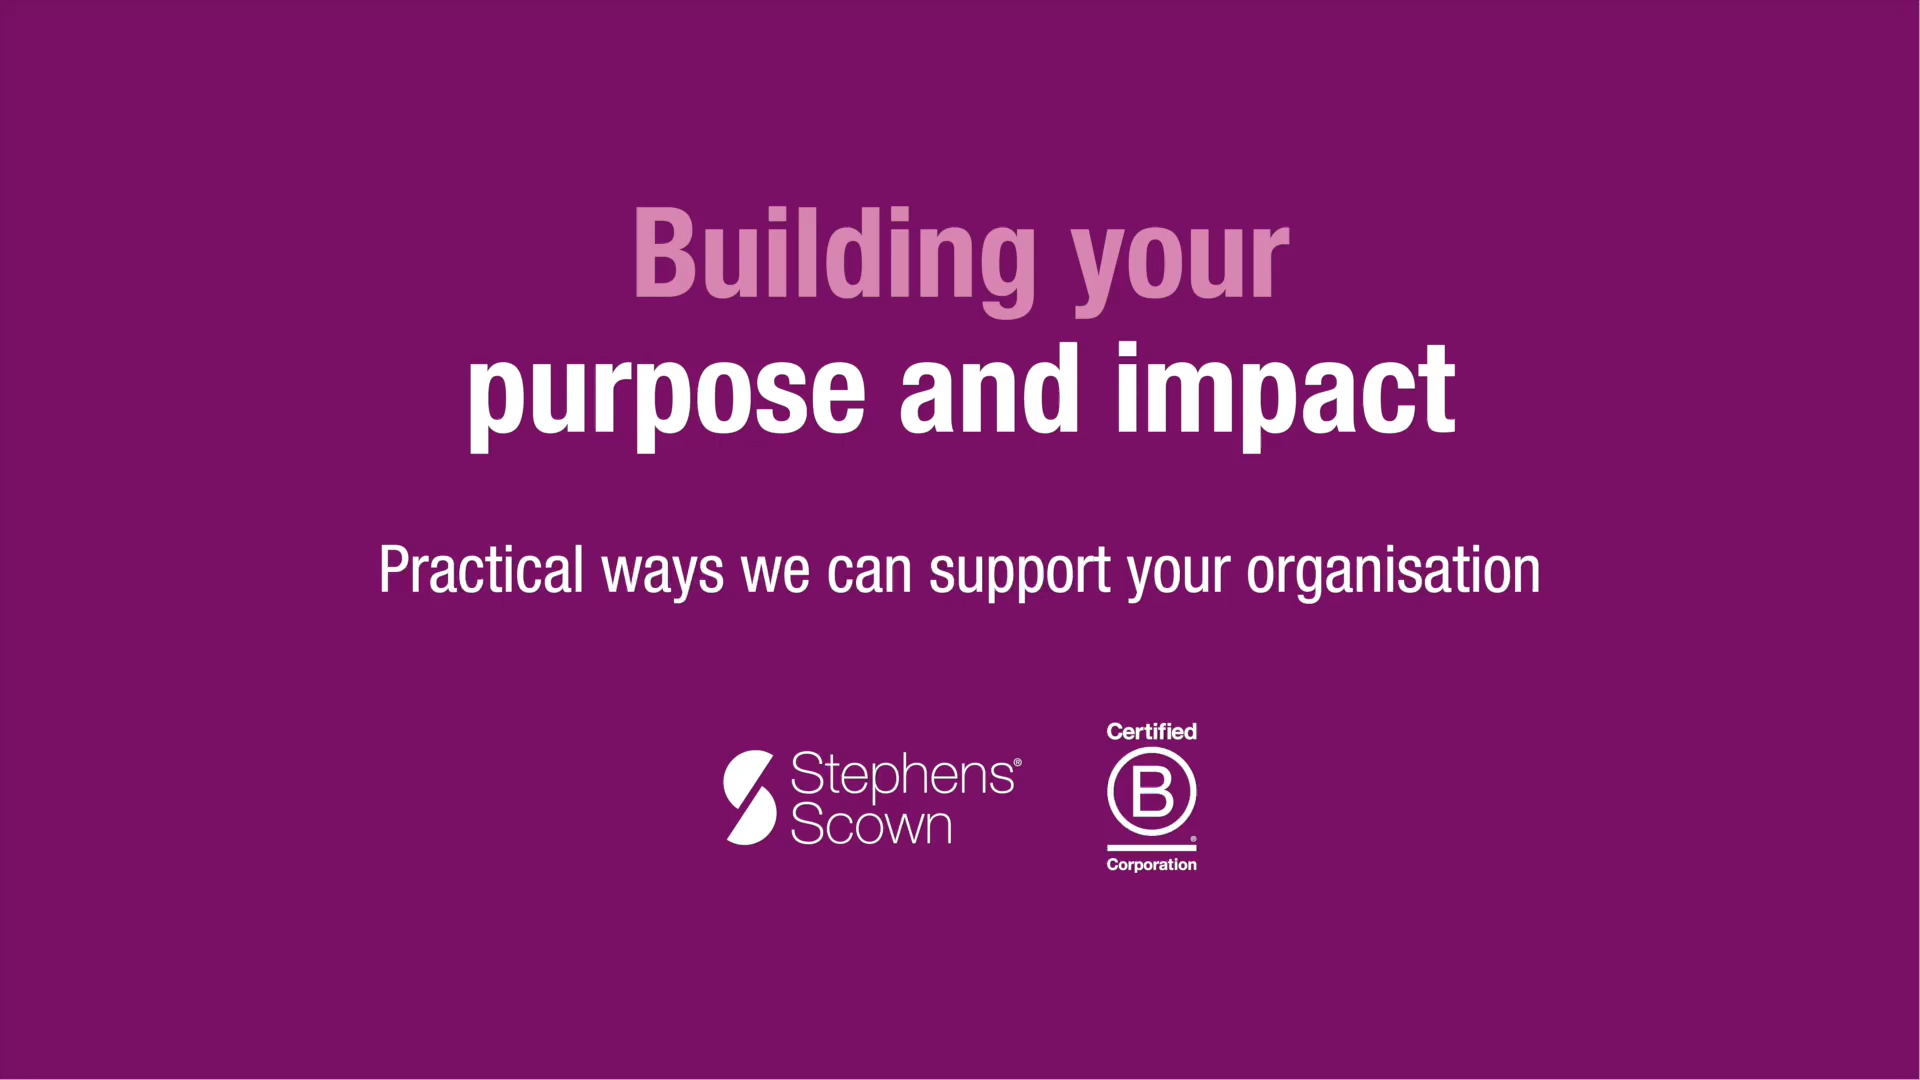 Building your
purpose and impact
Practical ways we can support your organisation
Stephens®
Scown
Certified
B
®
Corporation